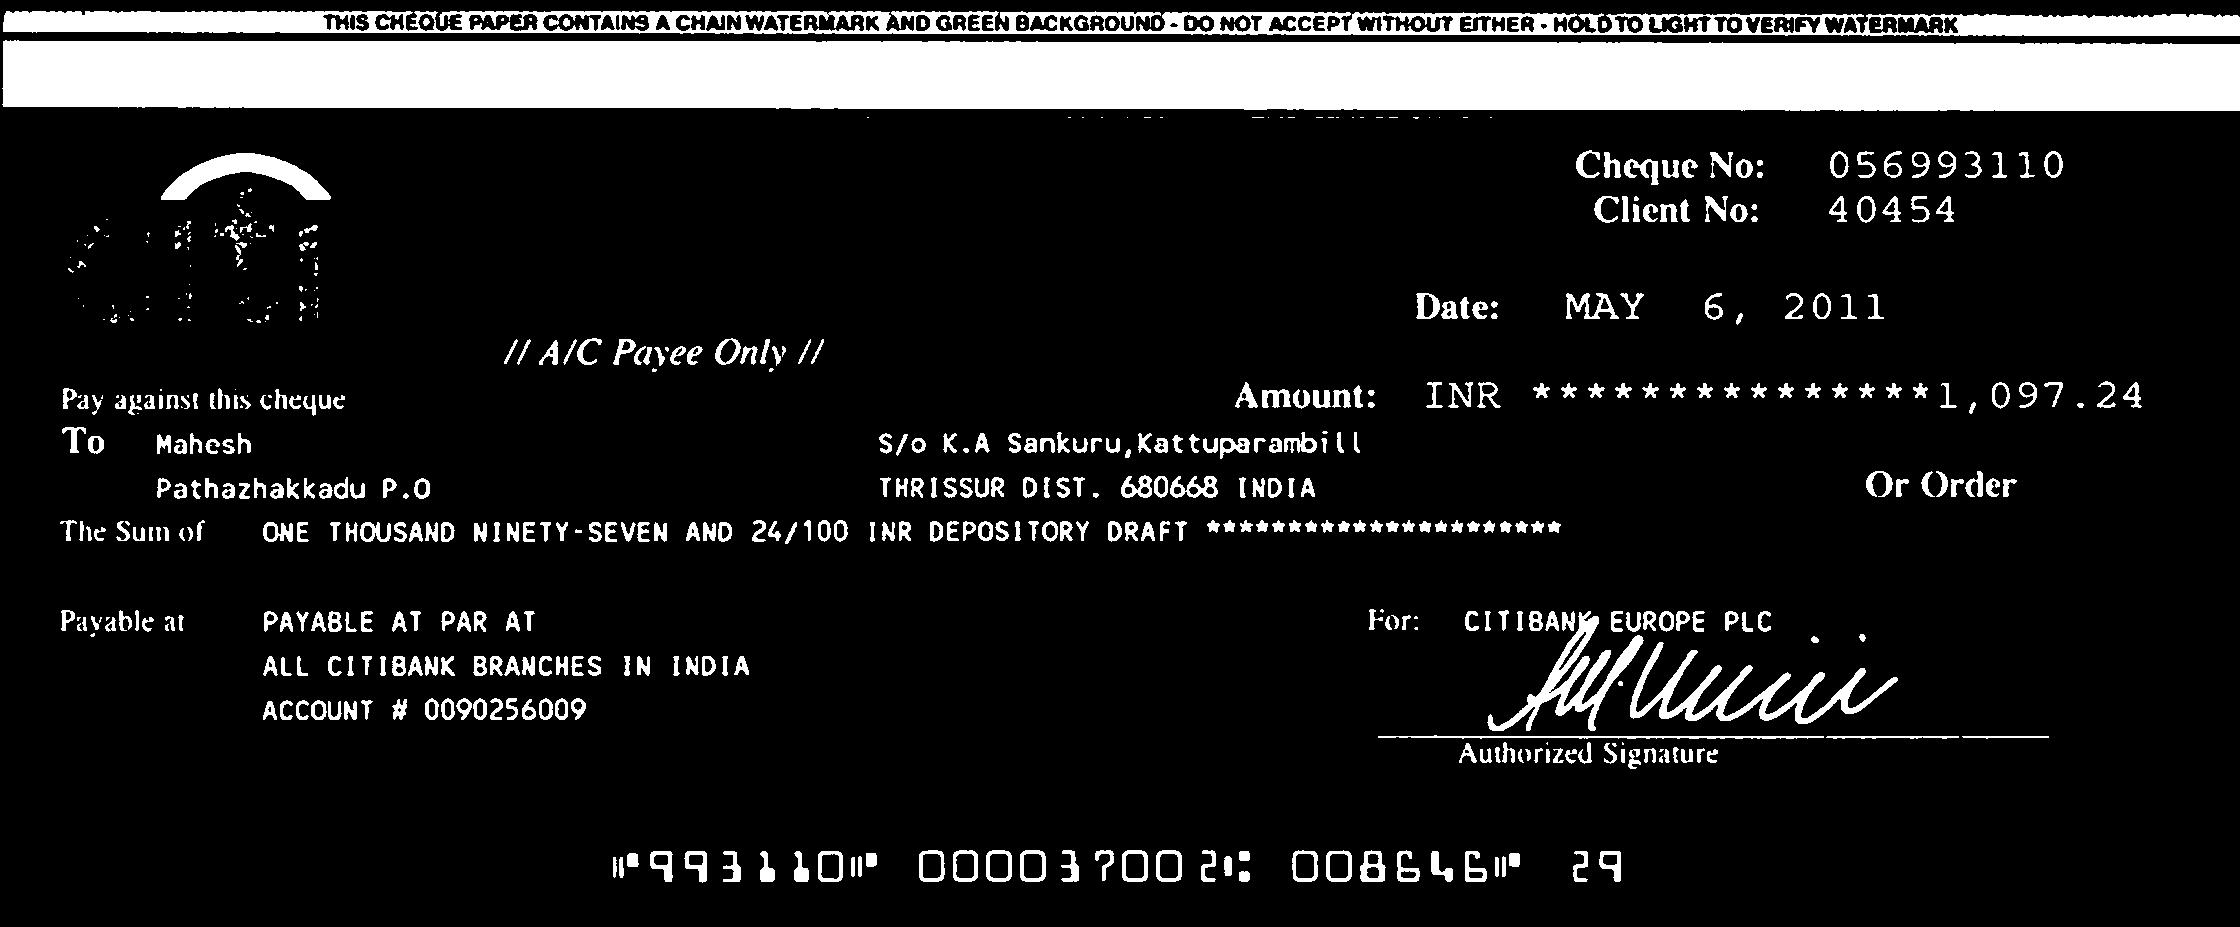 THIS CHEQUE PAPER CONTAINS A CHAIN WATERMARK AND GREEN BACKGROUND - DO NOT ACCEPT WITHOUT EITHER - HOLD TO LIGHT TO VERIFY WATERMARK
citi
Cheque No: 056993110
Client No: 40454
Date: MAY 6, 2011
// A/C Payee Only //
Pay against this cheque
Amount: INR ***************1,097.24
To Mahesh S/o K.A Sankuru,Kattuparambill
Pathazhakkadu P.O THRISSUR DIST. 680668 INDIA Or Order
The Sum of ONE THOUSAND NINETY-SEVEN AND 24/100 INR DEPOSITORY DRAFT **********************
Payable at PAYABLE AT PAR AT For: CITIBANK EUROPE PLC
ALL CITIBANK BRANCHES IN INDIA
ACCOUNT # 0090256009
Authorized Signature
⑈993110⑈ 000037002⑆ 008646⑈ 29